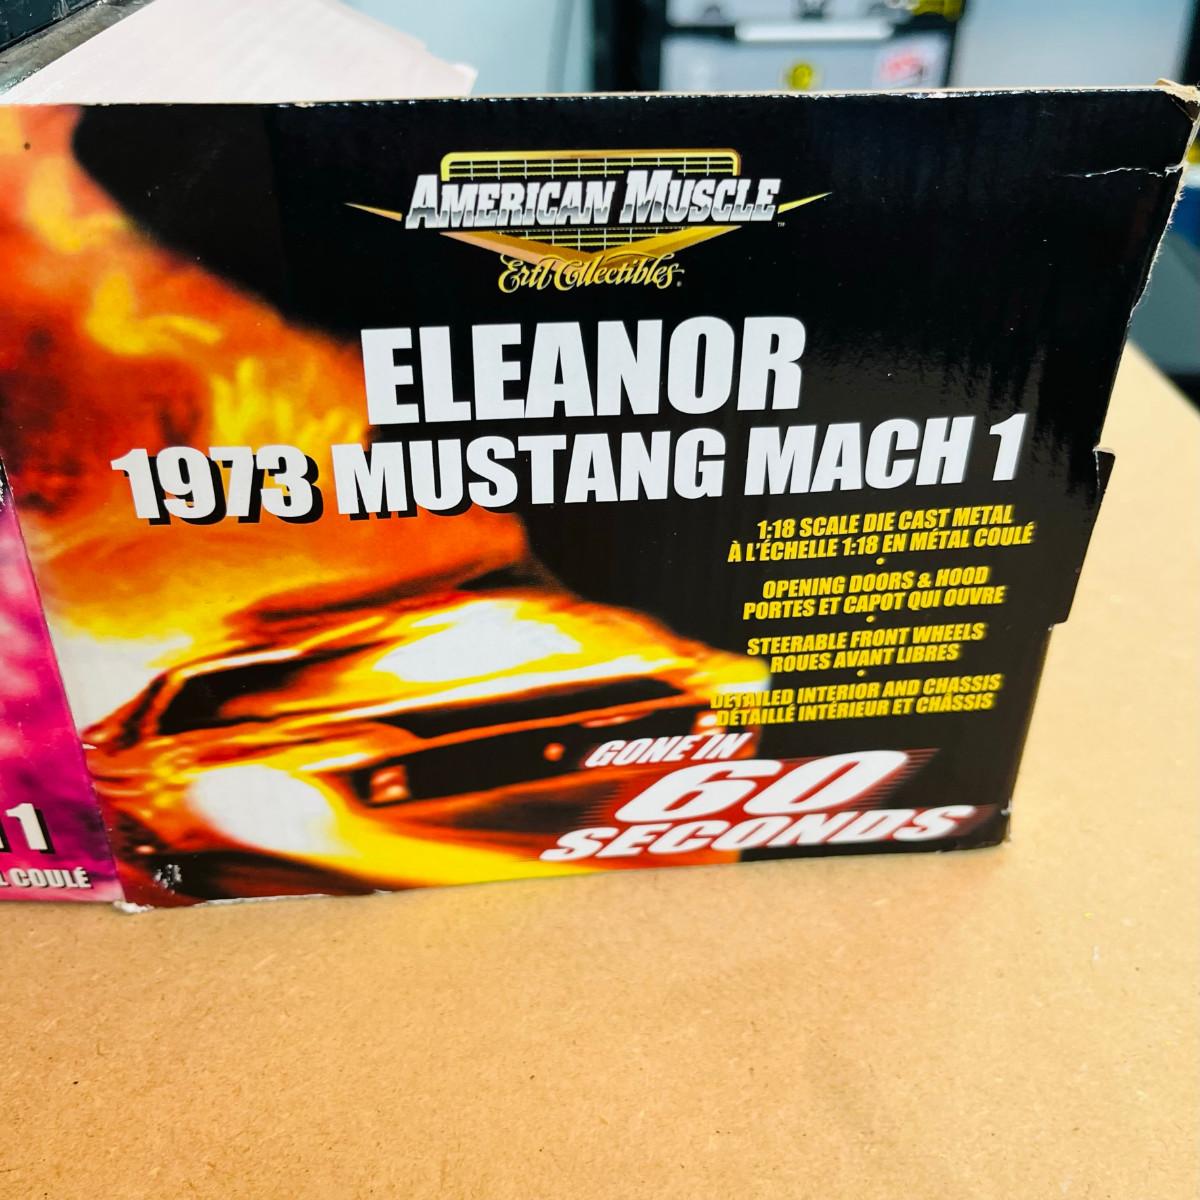 AMERICAN MUSCLE™
Ertl Collectibles®
ELEANOR
1973 MUSTANG MACH 1
1:18 SCALE DIE CAST METAL
À L'ÉCHELLE 1:18 EN MÉTAL COULÉ
•
OPENING DOORS & HOOD
PORTES ET CAPOT QUI OUVRE
•
STEERABLE FRONT WHEELS
ROUES AVANT LIBRES
•
DETAILED INTERIOR AND CHASSIS
DÉTAILLÉ INTÉRIEUR ET CHÂSSIS
GONE IN
60
SECONDS
1
L COULÉ